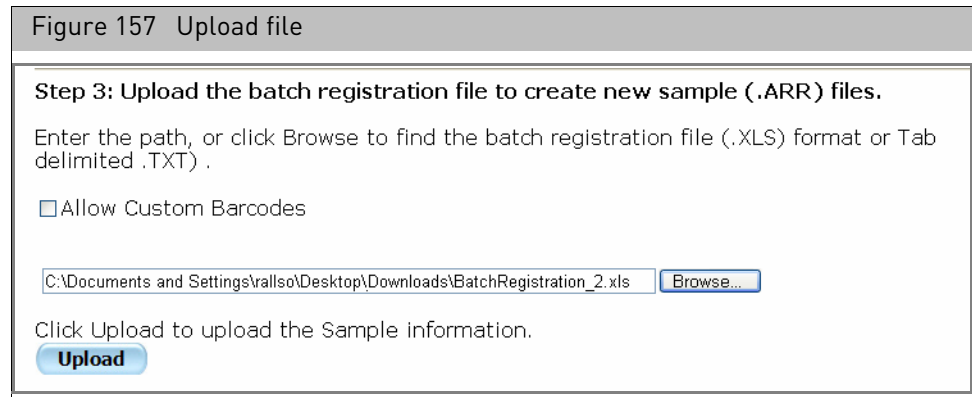 Figure 157 Upload file
Step 3: Upload the batch registration file to create new sample (.ARR) files.
Enter the path, or click Browse to find the batch registration file (.XLS) format or Tab
delimited .TXT) .
Allow Custom Barcodes
C:\Documents and Settings\rallso\Desktop\Downloads\BatchRegistration_2.xls Browse...
Click Upload to upload the Sample information.
Upload